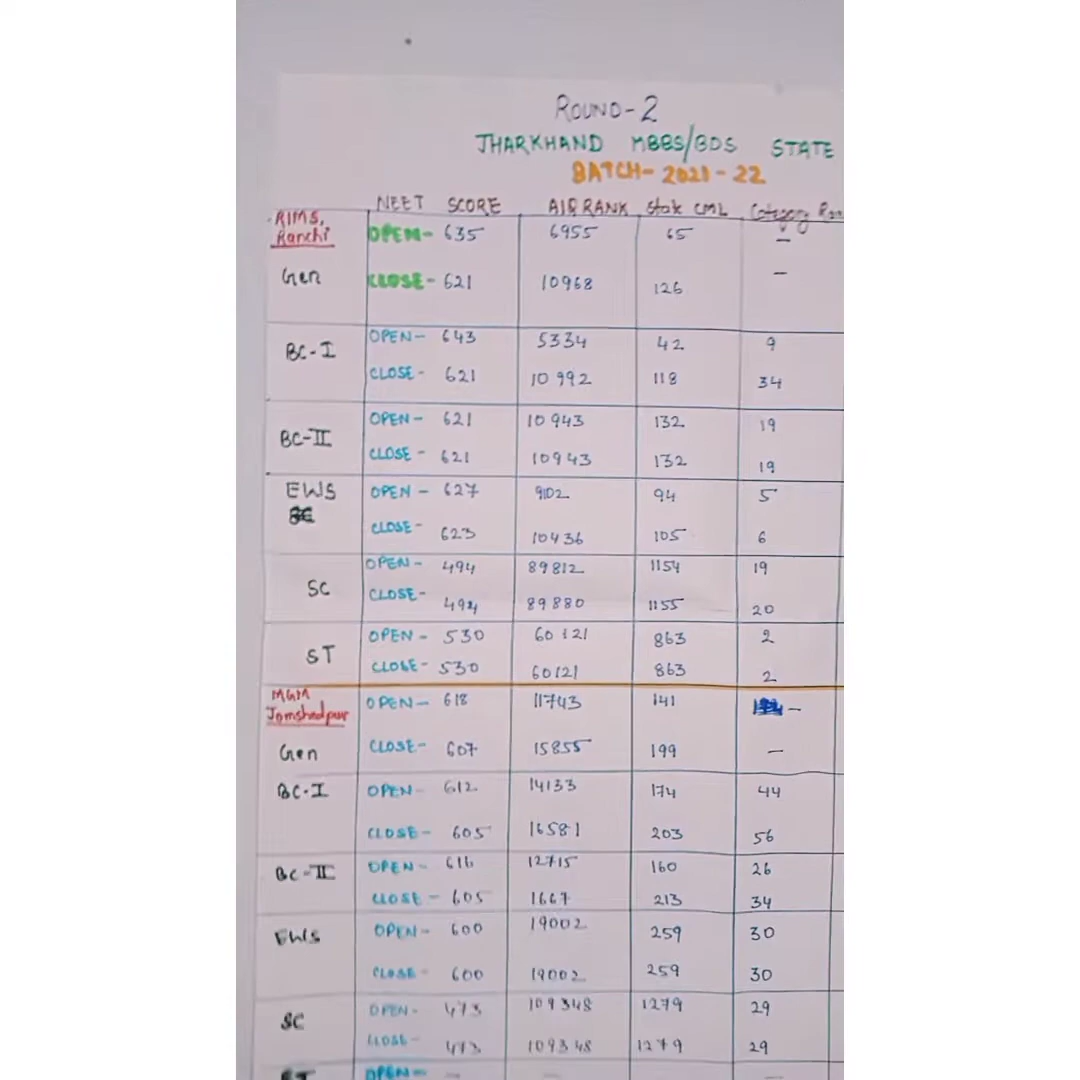 ROUND-2
JHARKHAND MBBS/BDS STATE
BATCH-2021-22
NEET SCORE AIR RANK State CML Category Ran
RIMS, Ranchi OPEN- 635 6955 65 -
Gen CLOSE- 621 10968 126 -
BC-I OPEN- 643 5334 42 9
CLOSE- 621 10992 118 34
BC-II OPEN- 621 10943 132 19
CLOSE- 621 10943 132 19
EWS OPEN- 627 9102 94 5
CLOSE- 623 10436 105 6
SC OPEN- 494 89812 1154 19
CLOSE- 494 89880 1155 20
ST OPEN- 530 60121 863 2
CLOSE- 530 60121 863 2
MGM Jamshedpur OPEN- 618 11743 141 -
Gen CLOSE- 607 15855 199 -
BC-I OPEN- 612 14133 174 44
CLOSE- 605 16581 203 56
BC-II OPEN- 616 12715 160 26
CLOSE- 605 1667 213 34
EWS OPEN- 600 19002 259 30
CLOSE- 600 19002 259 30
SC OPEN- 473 109348 1279 29
CLOSE- 473 109348 1279 29
ST OPEN- - - - -